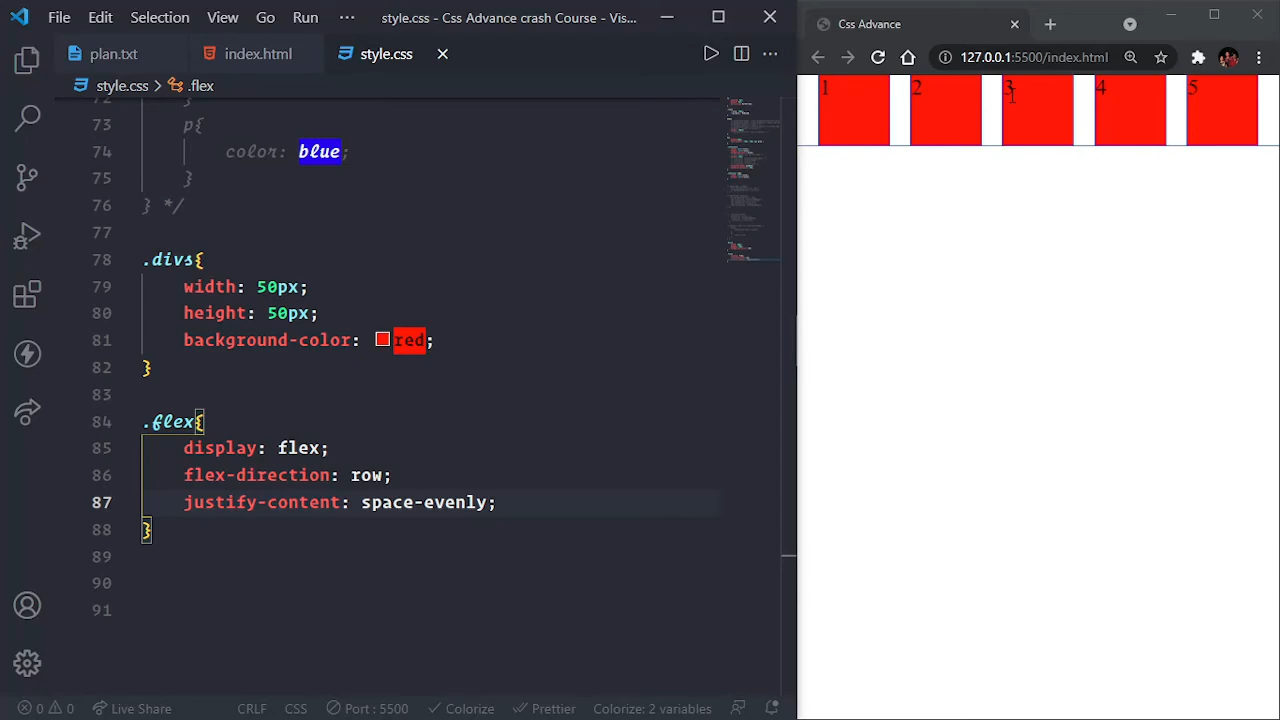 File Edit Selection View Go Run ··· style.css - Css Advance crash Course - Vis...
plan.txt index.html style.css
style.css > .flex
72 }
73 p{
74 color: blue;
75 }
76 } */
77
78 .divs{
79 width: 50px;
80 height: 50px;
81 background-color: red;
82 }
83
84 .flex{
85 display: flex;
86 flex-direction: row;
87 justify-content: space-evenly;
88 }
89
90
91
0 0 Live Share CRLF CSS Port : 5500 Colorize Prettier Colorize: 2 variables
Css Advance
127.0.0.1:5500/index.html
1 2 3 4 5